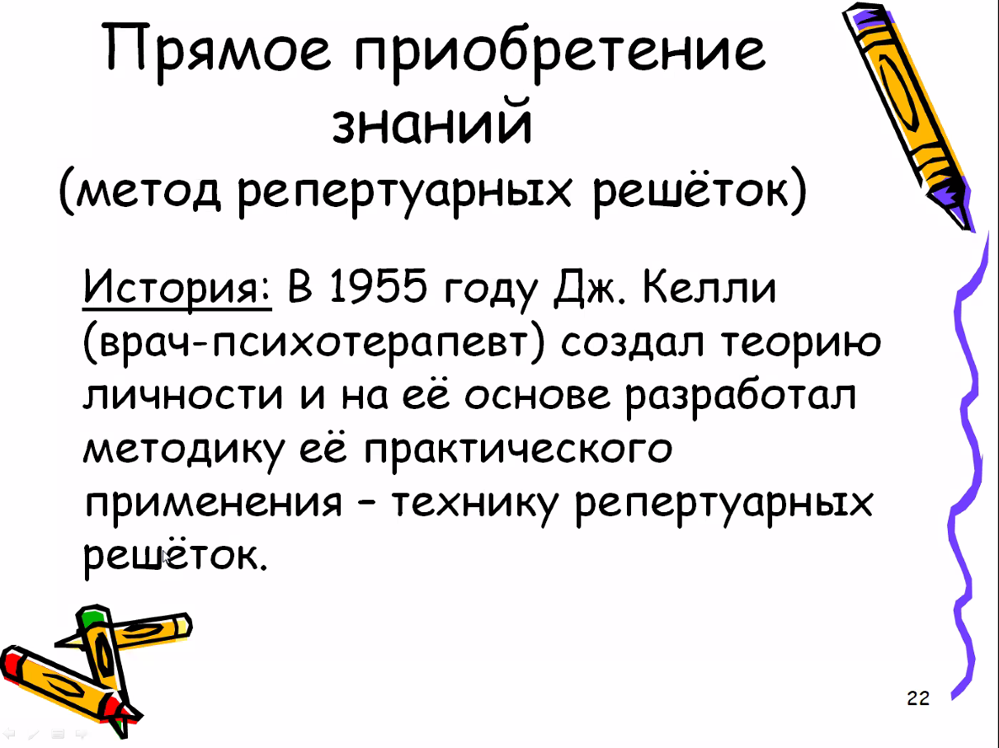 Прямое приобретение
знаний
(метод репертуарных решёток)
История: В 1955 году Дж. Келли
(врач-психотерапевт) создал теорию
личности и на её основе разработал
методику её практического
применения – технику репертуарных
решёток.
22